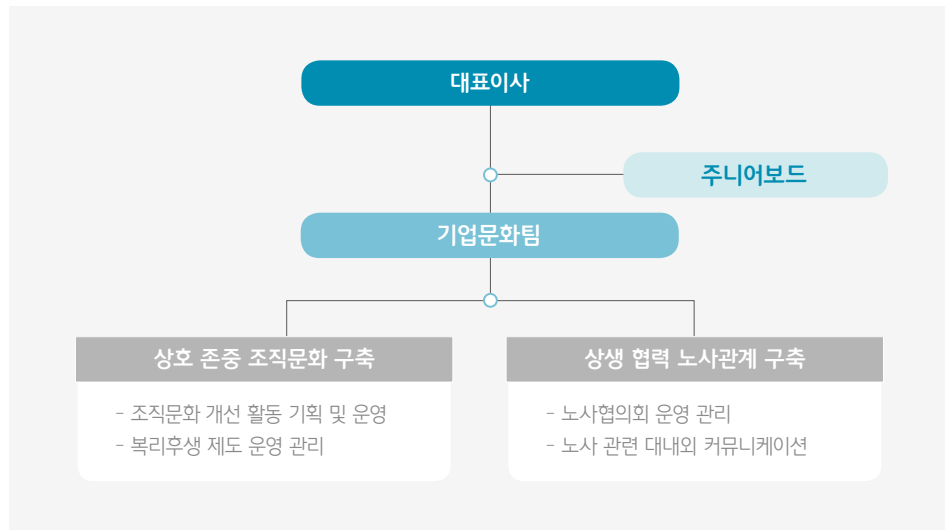 대표이사
주니어보드
기업문화팀
상호 존중 조직문화 구축
- 조직문화 개선 활동 기획 및 운영
- 복리후생 제도 운영 관리
상생 협력 노사관계 구축
- 노사협의회 운영 관리
- 노사 관련 대내외 커뮤니케이션